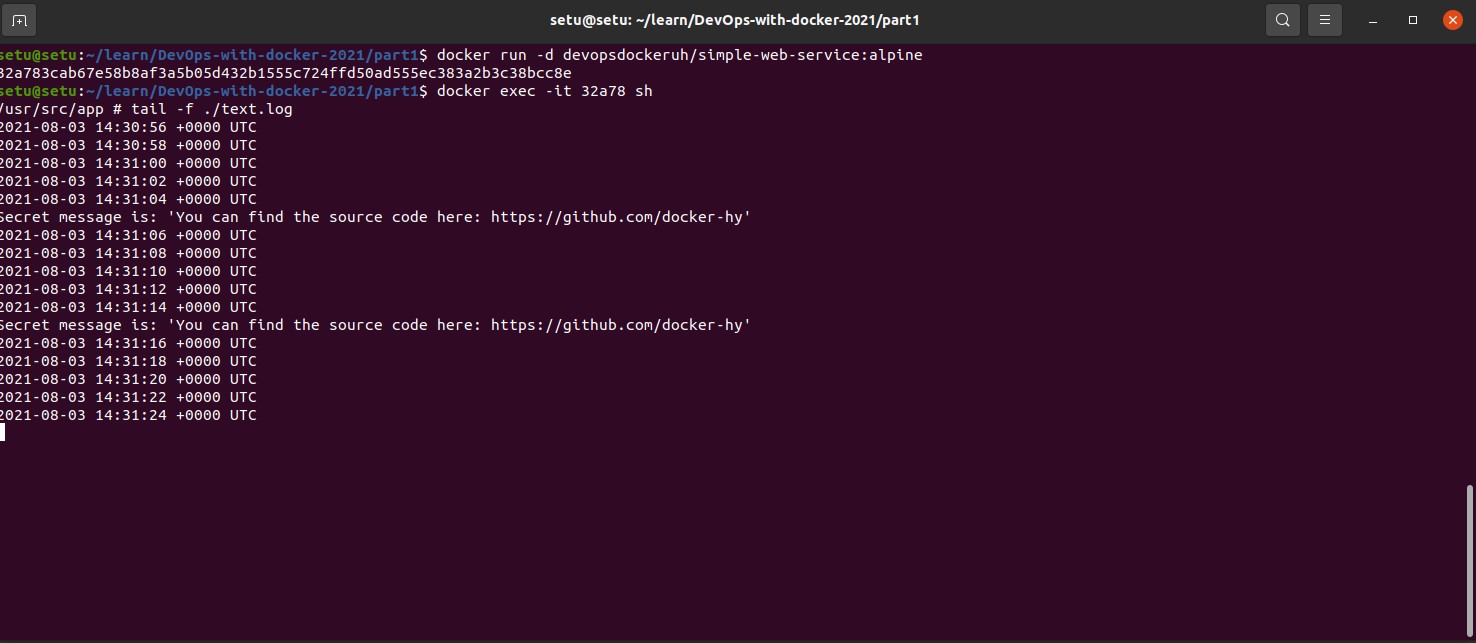 setu@setu: ~/learn/DevOps-with-docker-2021/part1
setu@setu:~/learn/DevOps-with-docker-2021/part1$ docker run -d devopsdockeruh/simple-web-service:alpine
32a783cab67e58b8af3a5b05d432b1555c724ffd50ad555ec383a2b3c38bcc8e
setu@setu:~/learn/DevOps-with-docker-2021/part1$ docker exec -it 32a78 sh
/usr/src/app # tail -f ./text.log
2021-08-03 14:30:56 +0000 UTC
2021-08-03 14:30:58 +0000 UTC
2021-08-03 14:31:00 +0000 UTC
2021-08-03 14:31:02 +0000 UTC
2021-08-03 14:31:04 +0000 UTC
Secret message is: 'You can find the source code here: https://github.com/docker-hy'
2021-08-03 14:31:06 +0000 UTC
2021-08-03 14:31:08 +0000 UTC
2021-08-03 14:31:10 +0000 UTC
2021-08-03 14:31:12 +0000 UTC
2021-08-03 14:31:14 +0000 UTC
Secret message is: 'You can find the source code here: https://github.com/docker-hy'
2021-08-03 14:31:16 +0000 UTC
2021-08-03 14:31:18 +0000 UTC
2021-08-03 14:31:20 +0000 UTC
2021-08-03 14:31:22 +0000 UTC
2021-08-03 14:31:24 +0000 UTC